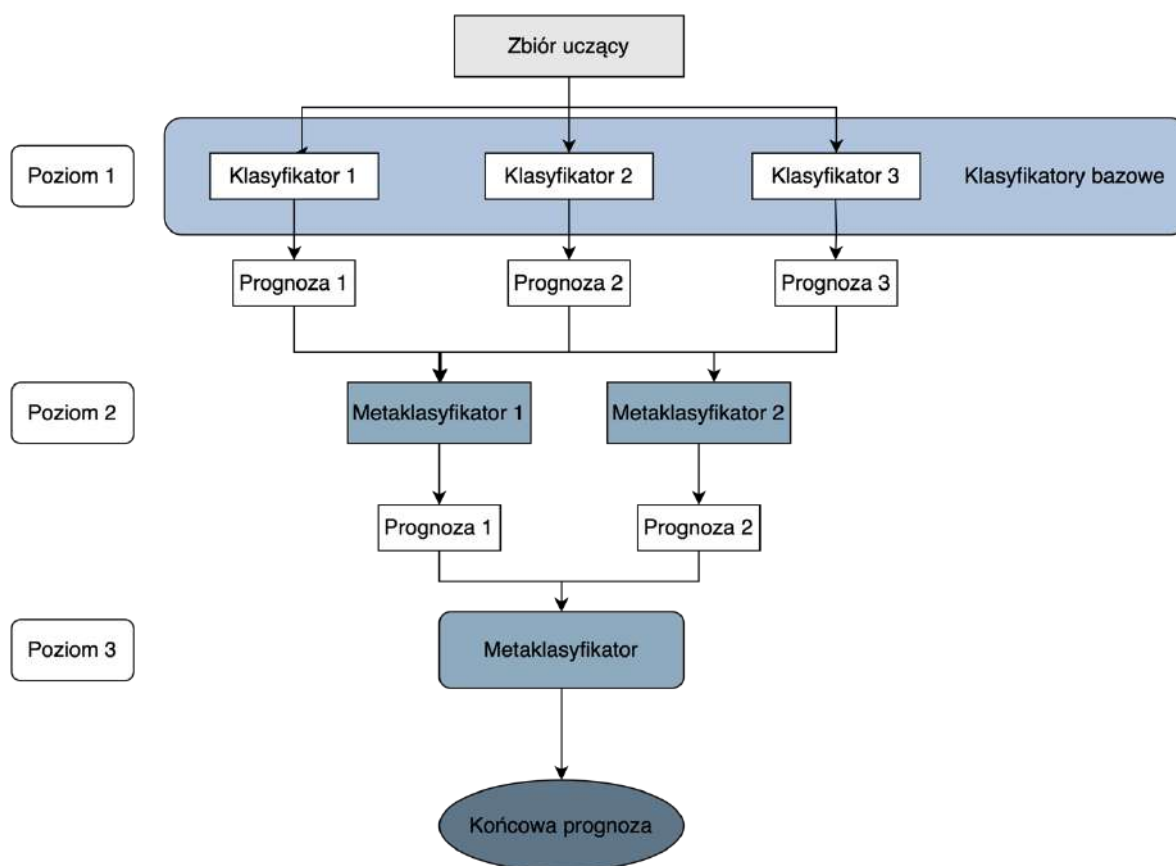 Zbiór uczący
Poziom 1
Klasyfikator 1
Klasyfikator 2
Klasyfikator 3
Klasyfikatory bazowe
Prognoza 1
Prognoza 2
Prognoza 3
Poziom 2
Metaklasyfikator 1
Metaklasyfikator 2
Prognoza 1
Prognoza 2
Poziom 3
Metaklasyfikator
Końcowa prognoza